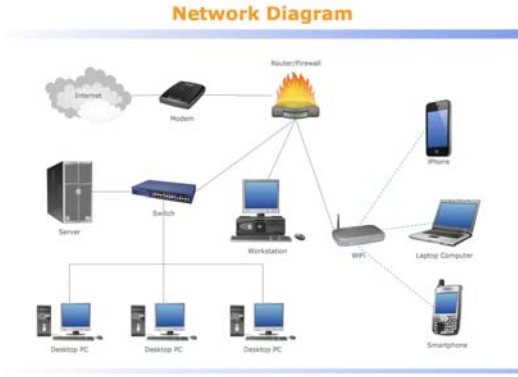 Network Diagram
Router/Firewall
Internet
Modem
iPhone
Server
Switch
Workstation
WiFi
Laptop Computer
Desktop PC
Desktop PC
Desktop PC
Smartphone